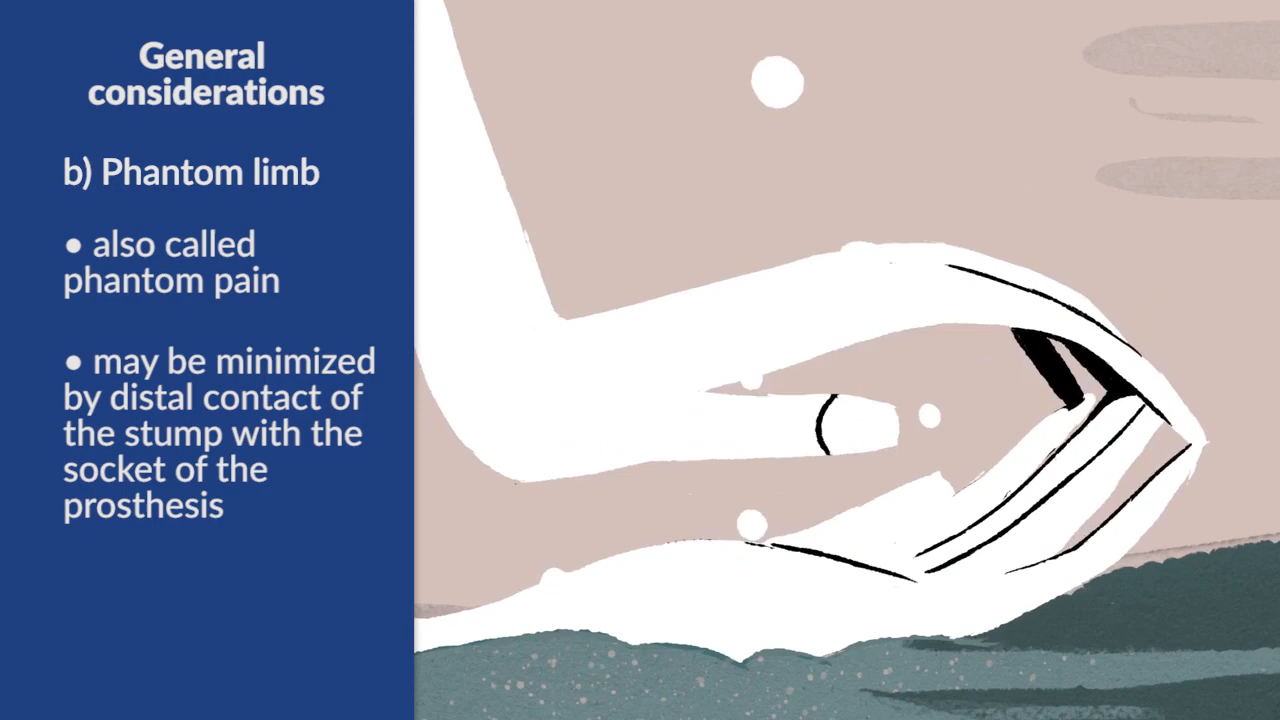 General
considerations
b) Phantom limb
• also called
phantom pain
• may be minimized
by distal contact of
the stump with the
socket of the
prosthesis